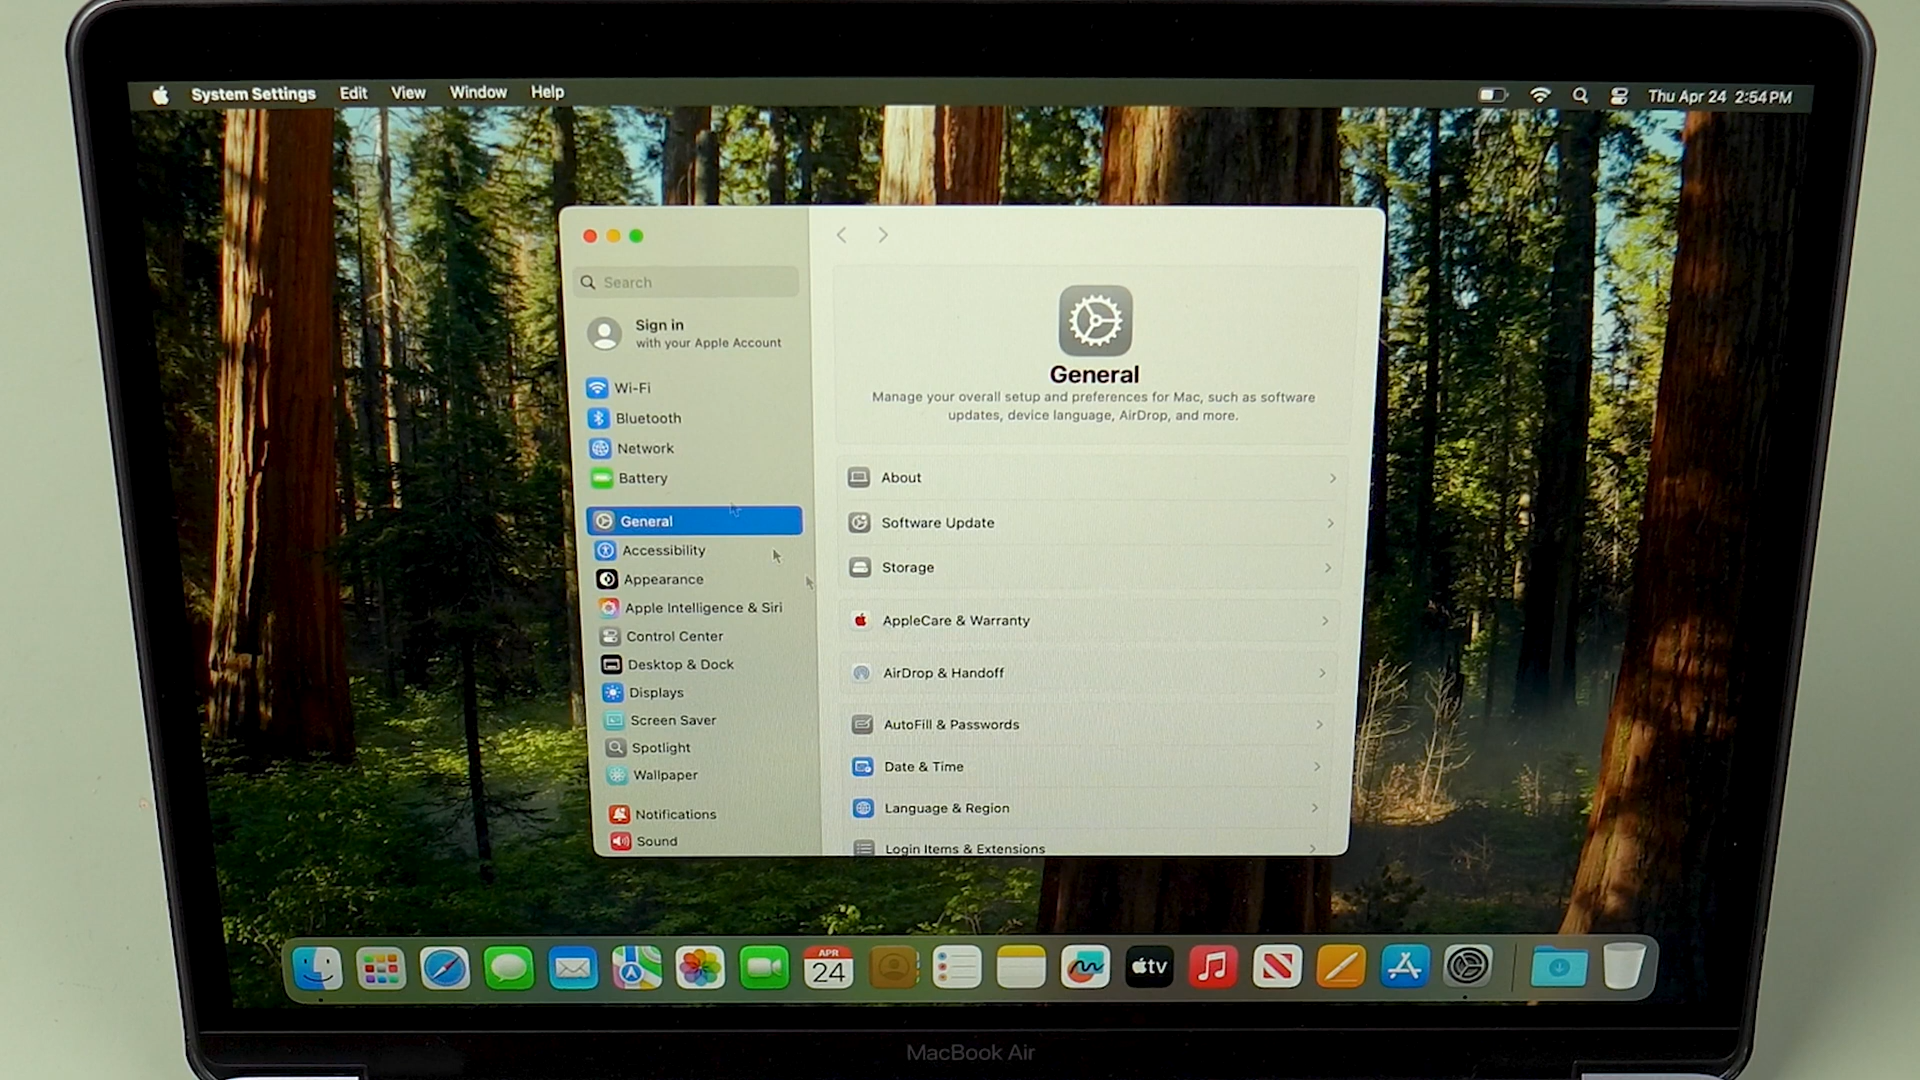 System Settings Edit View Window Help
Thu Apr 24 2:54 PM
Search
Sign in
with your Apple Account
Wi-Fi
Bluetooth
Network
Battery
General
Accessibility
Appearance
Apple Intelligence & Siri
Control Center
Desktop & Dock
Displays
Screen Saver
Spotlight
Wallpaper
Notifications
Sound
General
Manage your overall setup and preferences for Mac, such as software
updates, device language, AirDrop, and more.
About
Software Update
Storage
AppleCare & Warranty
AirDrop & Handoff
AutoFill & Passwords
Date & Time
Language & Region
Login Items & Extensions
APR
24
tv
MacBook Air